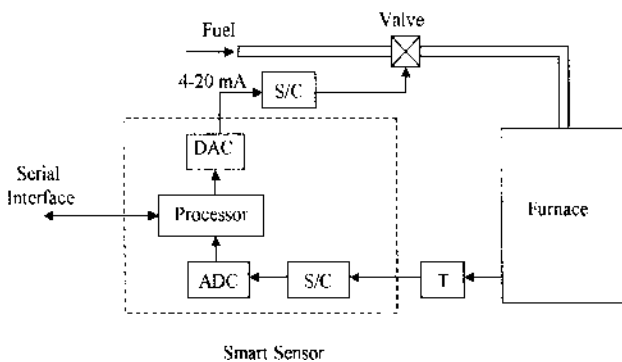 Valve
Fuel
4-20 mA
S/C
DAC
Serial
Interface
Processor
Furnace
ADC
S/C
T
Smart Sensor